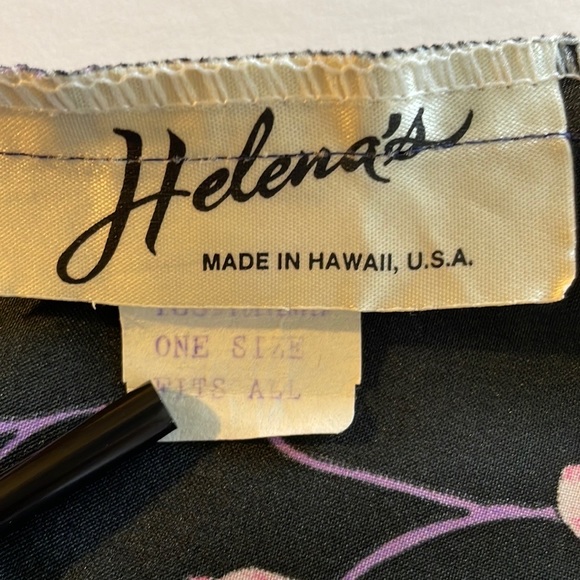 Helena's
MADE IN HAWAII, U.S.A.
ONE SIZE
FITS ALL